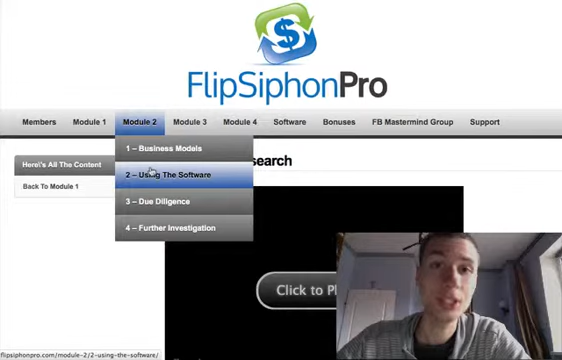 $
FlipSiphonPro
Members Module 1 Module 2 Module 3 Module 4 Software Bonuses FB Mastermind Group Support
1 – Business Models
Here\'s All The Content
search
2 – Using The Software
Back To Module 1
3 – Due Diligence
4 – Further Investigation
Click to Pl
flipsiphonpro.com/module-2/2-using-the-software/